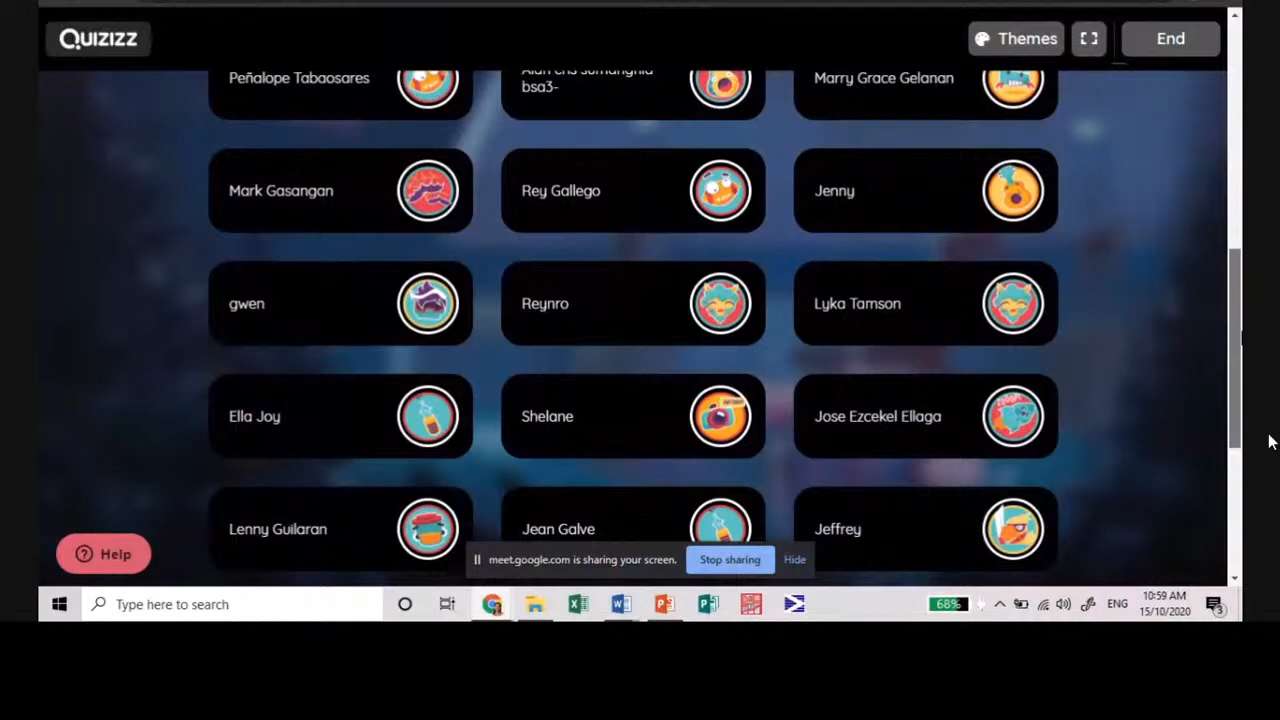 QUIZIZZ
Themes
End
Peñalope Tabaosares
bsa3-
Marry Grace Gelanan
Mark Gasangan
Rey Gallego
Jenny
gwen
Reynro
Lyka Tamson
Ella Joy
Shelane
Jose Ezcekel Ellaga
Lenny Guilaran
Jean Galve
Jeffrey
Help
meet.google.com is sharing your screen.
Stop sharing
Hide
Type here to search
68%
ENG
10:59 AM
15/10/2020
3